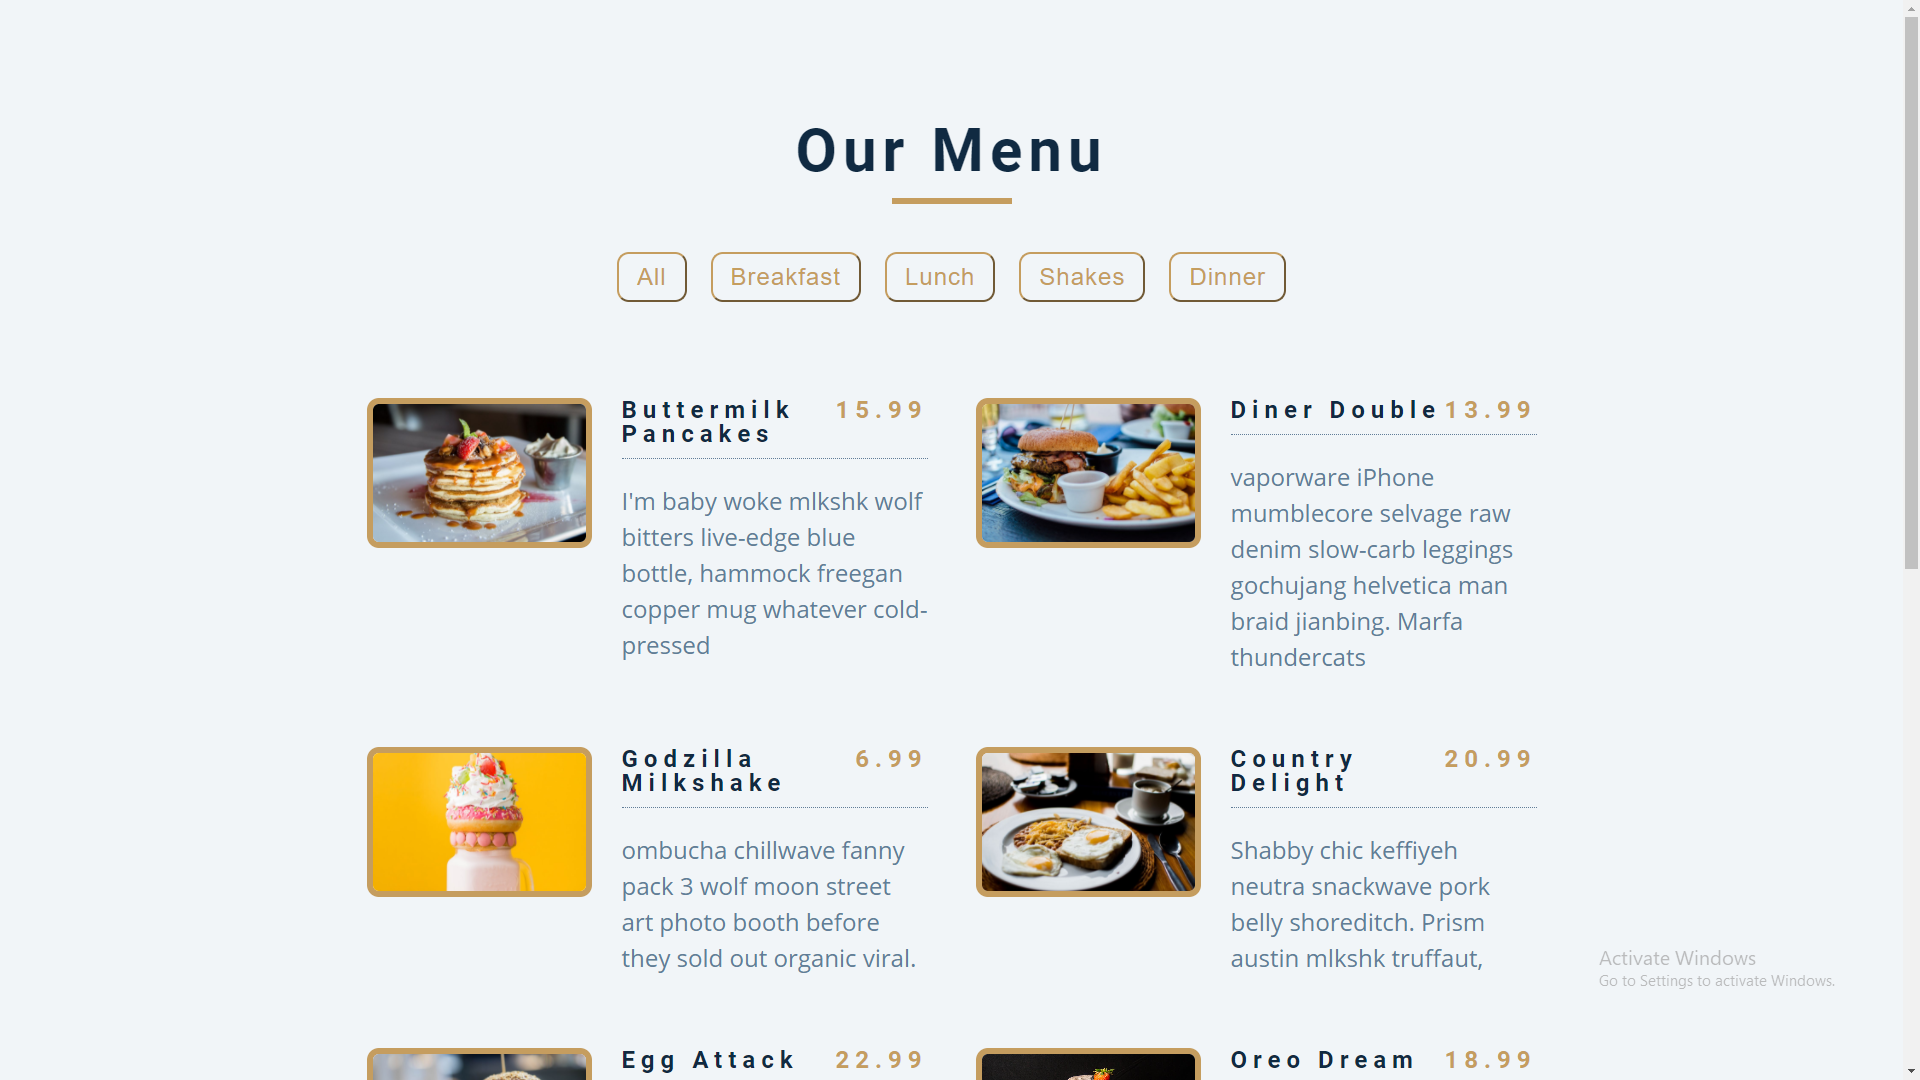 Our Menu
All
Breakfast
Lunch
Shakes
Dinner
Buttermilk
Pancakes
15.99
I'm baby woke mlkshk wolf
bitters live-edge blue
bottle, hammock freegan
copper mug whatever cold-
pressed
Diner Double
13.99
vaporware iPhone
mumblecore selvage raw
denim slow-carb leggings
gochujang helvetica man
braid jianbing. Marfa
thundercats
Godzilla
Milkshake
6.99
ombucha chillwave fanny
pack 3 wolf moon street
art photo booth before
they sold out organic viral.
Country
Delight
20.99
Shabby chic keffiyeh
neutra snackwave pork
belly shoreditch. Prism
austin mlkshk truffaut,
Egg Attack
22.99
Oreo Dream
18.99
Activate Windows
Go to Settings to activate Windows.